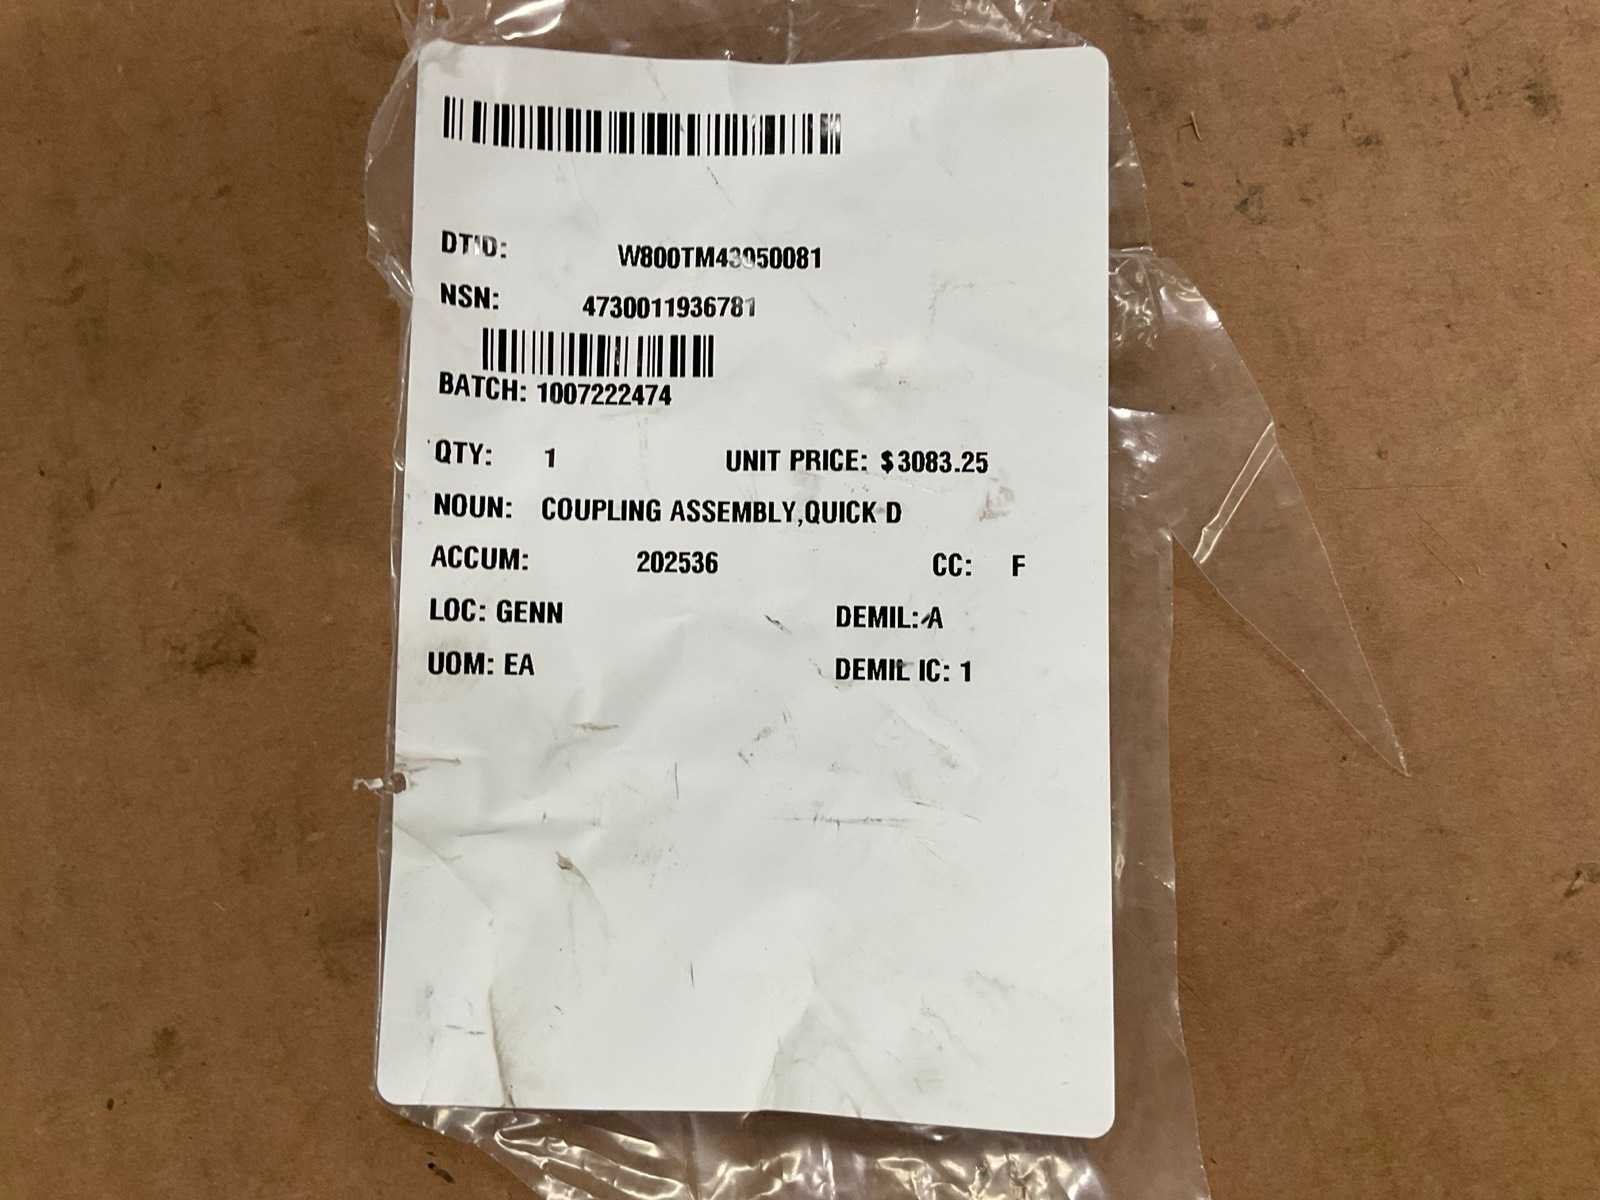 DTID: W800TM43050081
NSN: 4730011936781
BATCH: 1007222474
QTY: 1 UNIT PRICE: $3083.25
NOUN: COUPLING ASSEMBLY,QUICK D
ACCUM: 202536 CC: F
LOC: GENN DEMIL: A
UOM: EA DEMIL IC: 1